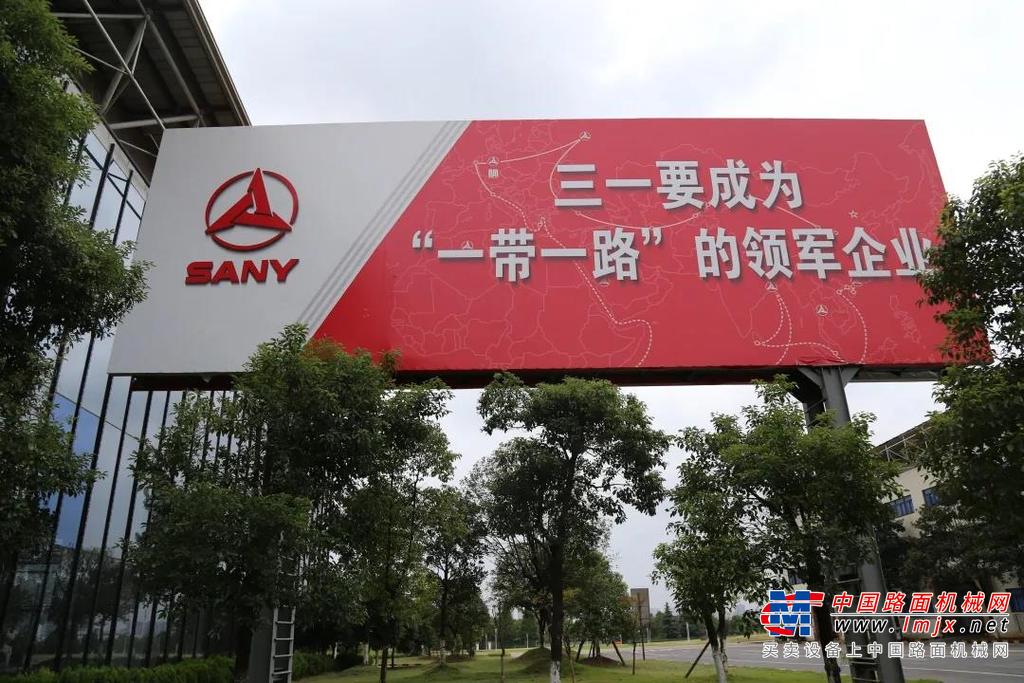 SANY
三一要成为
“一带一路”的领军企业
中国路面机械网
www.lmjx.net
买卖设备上中国路面机械网